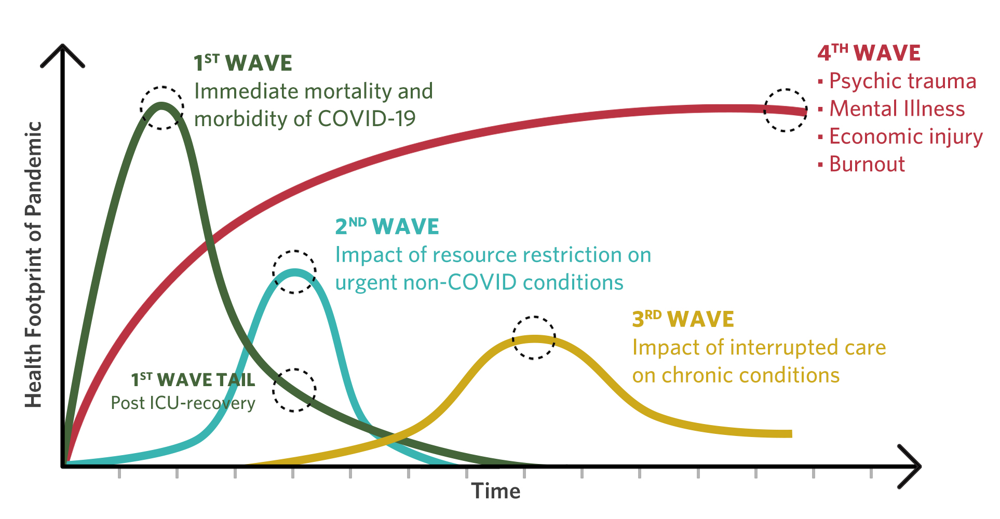 1ST WAVE
Immediate mortality and
morbidity of COVID-19
4TH WAVE
▪ Psychic trauma
▪ Mental Illness
▪ Economic injury
▪ Burnout
Health Footprint of Pandemic
2ND WAVE
Impact of resource restriction on
urgent non-COVID conditions
3RD WAVE
Impact of interrupted care
on chronic conditions
1ST WAVE TAIL
Post ICU-recovery
Time